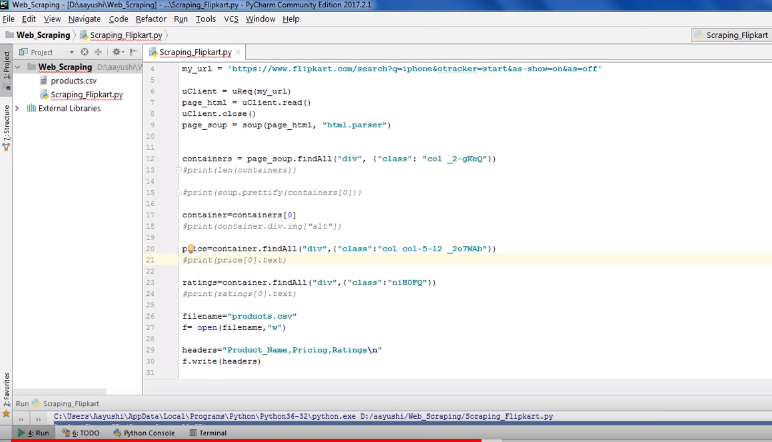 Web_Scraping - [D:\aayushi\Web_Scraping] - ...\Scraping_Flipkart.py - PyCharm Community Edition 2017.2.1
File Edit View Navigate Code Refactor Run Tools VCS Window Help
Web_Scraping Scraping_Flipkart.py Scraping_Flipkart
Project Scraping_Flipkart.py
Web_Scraping D:\aayushi\Web_Scraping
products.csv
Scraping_Flipkart.py
External Libraries
Project
7: Structure
Favorites
4 my_url = 'https://www.flipkart.com/search?q=iphone&otracker=start&as-show=on&as=off'
5
6 uClient = uReq(my_url)
7 page_html = uClient.read()
8 uClient.close()
9 page_soup = soup(page_html, "html.parser")
10
11
12 containers = page_soup.findAll("div", {"class": "col _2-gKeQ"})
13 #print(len(containers))
14
15 #print(soup.prettify(containers[0]))
16
17 container=containers[0]
18 #print(container.div.img["alt"])
19
20 price=container.findAll("div",{"class":"col col-5-12 _2o7WAb"})
21 #print(price[0].text)
22
23 ratings=container.findAll("div",{"class":"niH0FQ"})
24 #print(ratings[0].text)
25
26 filename="products.csv"
27 f= open(filename,"w")
28
29 headers="Product_Name,Pricing,Ratings\n"
30 f.write(headers)
31
Run Scraping_Flipkart
C:\Users\Aayushi\AppData\Local\Programs\Python\Python36-32\python.exe D:/aayushi/Web_Scraping/Scraping_Flipkart.py
4: Run 6: TODO Python Console Terminal